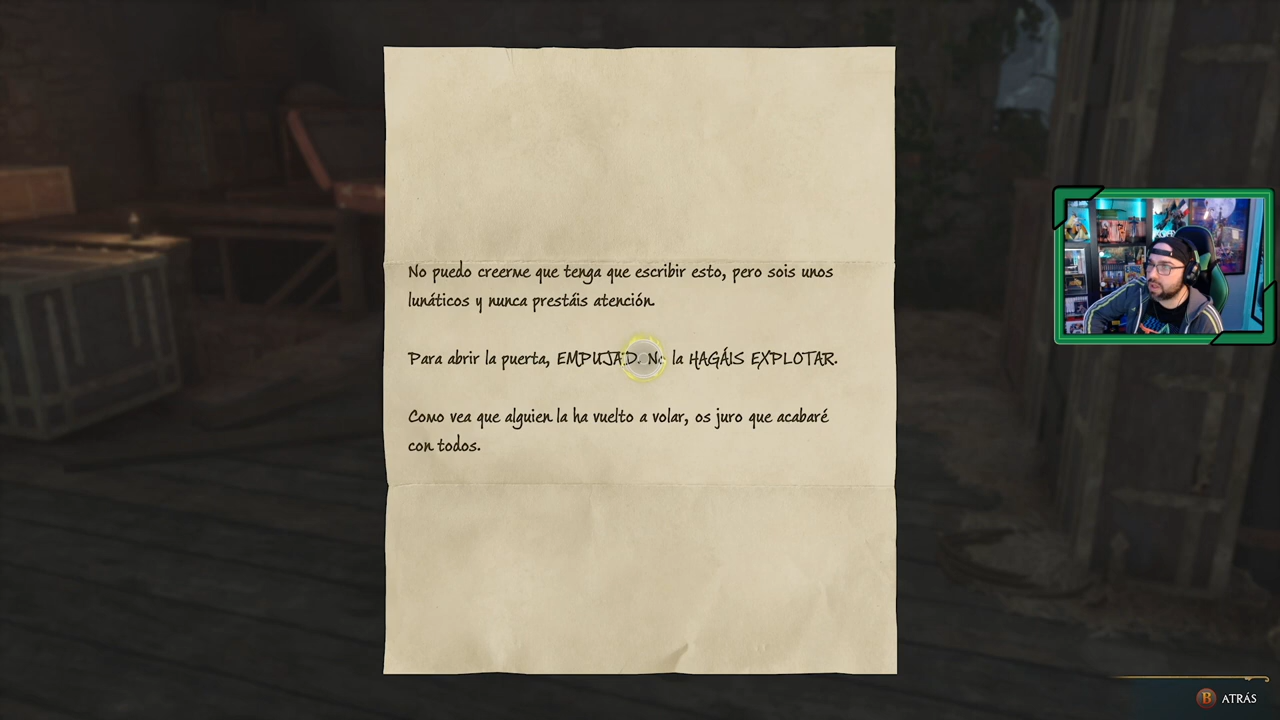 No puedo creerme que tenga que escribir esto, pero sois unos
lunáticos y nunca prestáis atención.
Para abrir la puerta, EMPUJAD. No la HAGÁIS EXPLOTAR.
Como vea que alguien la ha vuelto a volar, os juro que acabaré
con todos.
B ATRÁS